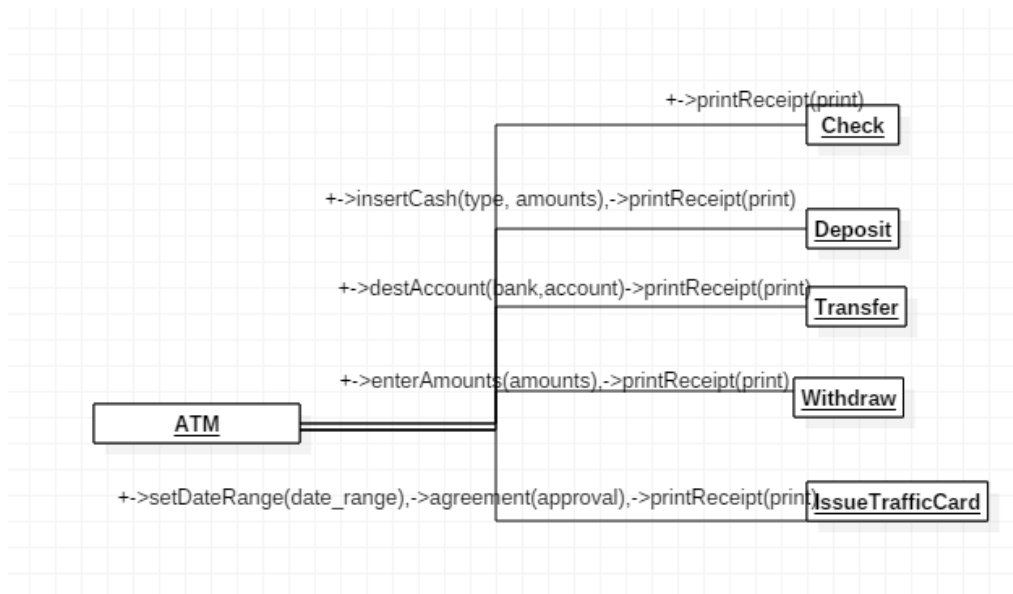 +->printReceipt(print)
Check
+->insertCash(type, amounts),->printReceipt(print)
Deposit
+->destAccount(bank,account)->printReceipt(print)
Transfer
+->enterAmounts(amounts),->printReceipt(print)
Withdraw
ATM
+->setDateRange(date_range),->agreement(approval),->printReceipt(print)
IssueTrafficCard